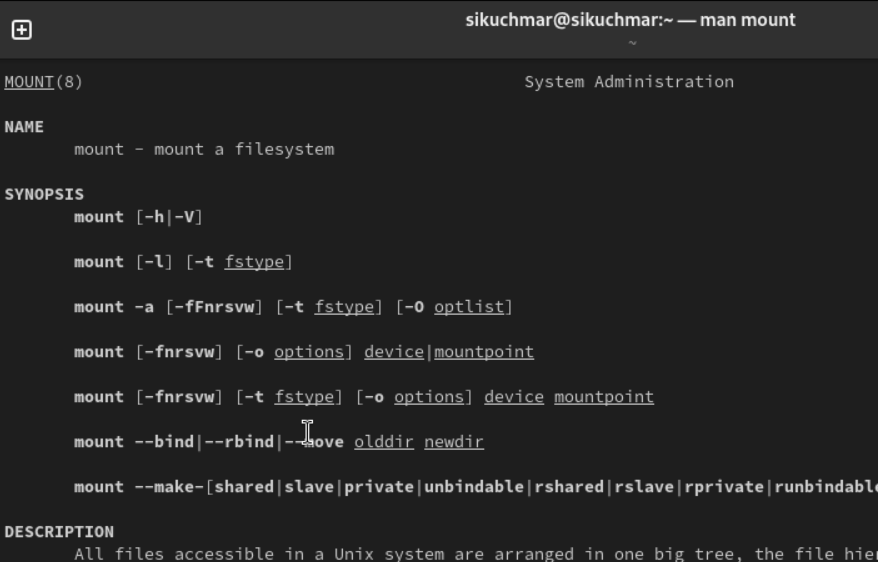 sikuchmar@sikuchmar:~ — man mount
~
MOUNT(8) System Administration
NAME
mount - mount a filesystem
SYNOPSIS
mount [-h|-V]
mount [-l] [-t fstype]
mount -a [-fFnrsvw] [-t fstype] [-O optlist]
mount [-fnrsvw] [-o options] device|mountpoint
mount [-fnrsvw] [-t fstype] [-o options] device mountpoint
mount --bind|--rbind|--move olddir newdir
mount --make-[shared|slave|private|unbindable|rshared|rslave|rprivate|runbindable
DESCRIPTION
All files accessible in a Unix system are arranged in one big tree, the file hier